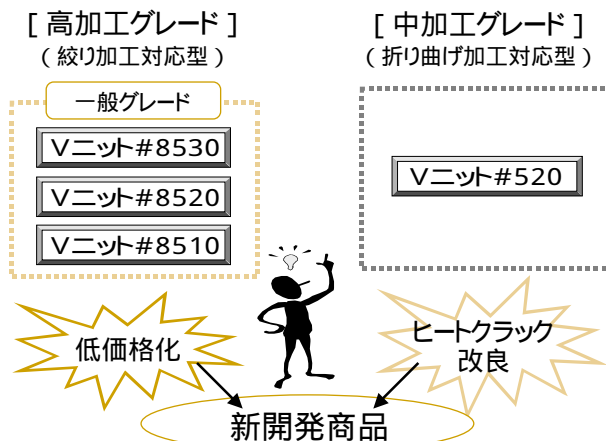 [ 高加工グレード ]
( 絞り加工対応型 )
一般グレード
Vニット#8530
Vニット#8520
Vニット#8510
低価格化
[ 中加工グレード ]
( 折り曲げ加工対応型 )
Vニット#520
ヒートクラック
改良
新開発商品